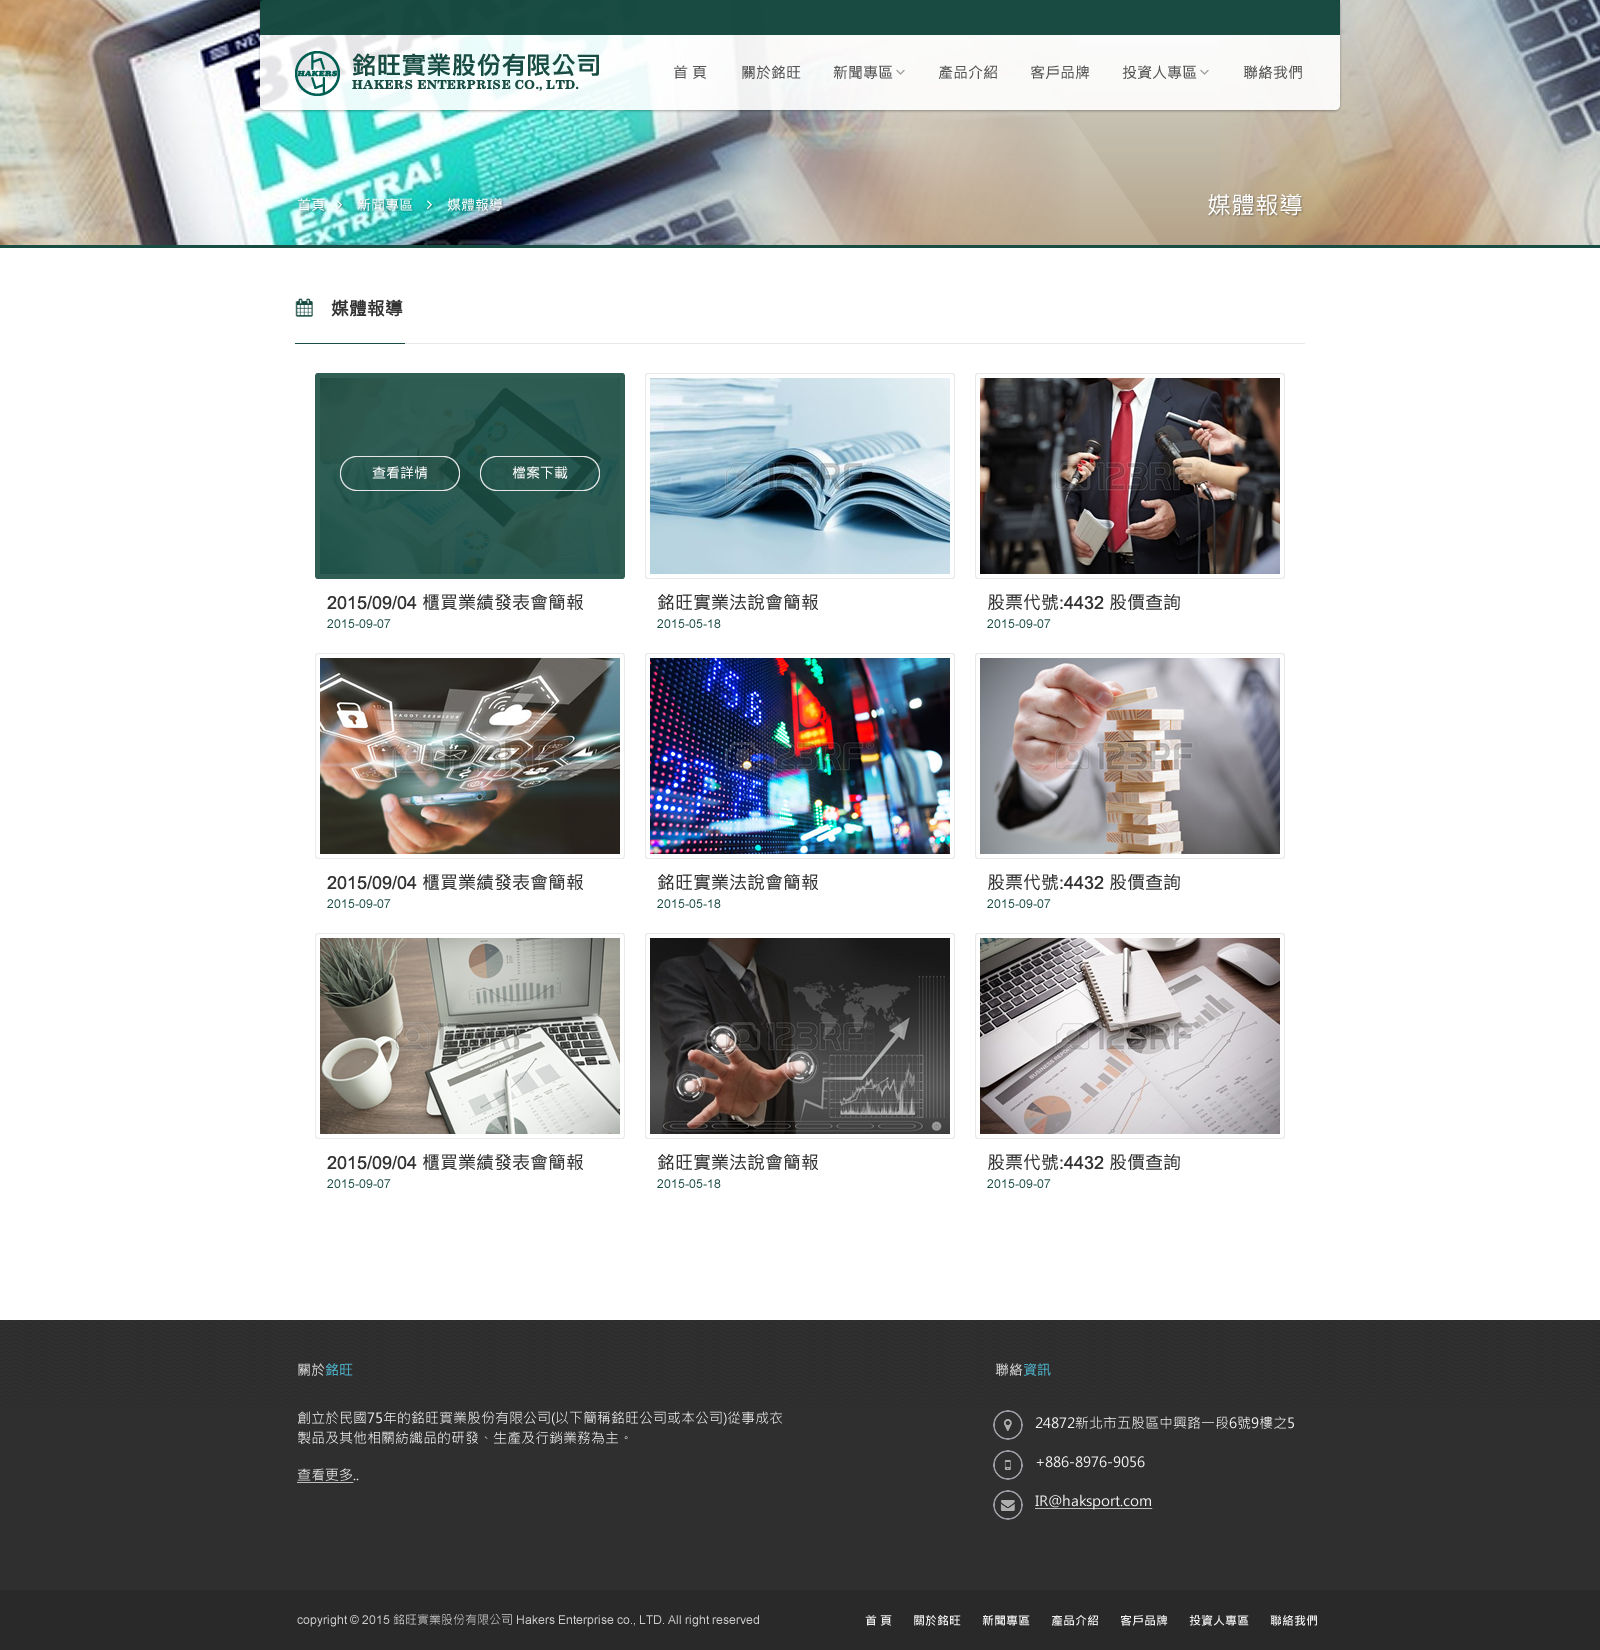 銘旺實業股份有限公司
HAKERS ENTERPRISE CO., LTD.
HAKERS
首 頁
關於銘旺
新聞專區
產品介紹
客戶品牌
投資人專區
聯絡我們
EXTRA!
EXTRA!
首頁 > 新聞專區 > 媒體報導
媒體報導
媒體報導
查看詳情
檔案下載
123RF
123RF
2015/09/04 櫃買業績發表會簡報
2015-09-07
銘旺實業法說會簡報
2015-05-18
股票代號:4432 股價查詢
2015-09-07
123RF
123RF
2015/09/04 櫃買業績發表會簡報
2015-09-07
銘旺實業法說會簡報
2015-05-18
股票代號:4432 股價查詢
2015-09-07
123RF
123RF
123RF
2015/09/04 櫃買業績發表會簡報
2015-09-07
銘旺實業法說會簡報
2015-05-18
股票代號:4432 股價查詢
2015-09-07
關於銘旺
創立於民國75年的銘旺實業股份有限公司(以下簡稱銘旺公司或本公司)從事成衣
製品及其他相關紡織品的研發、生產及行銷業務為主。
查看更多..
聯絡資訊
24872新北市五股區中興路一段6號9樓之5
+886-8976-9056
IR@haksport.com
copyright © 2015 銘旺實業股份有限公司 Hakers Enterprise co., LTD. All right reserved
首 頁
關於銘旺
新聞專區
產品介紹
客戶品牌
投資人專區
聯絡我們